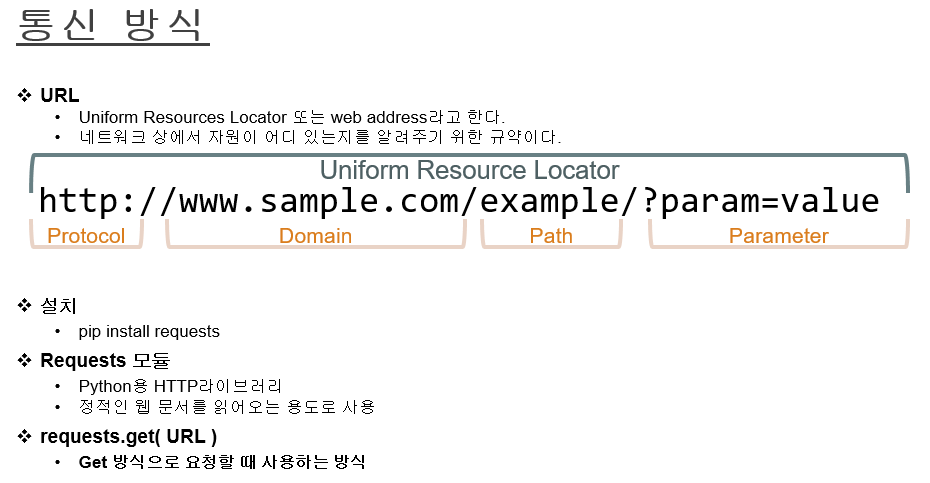 통신 방식
❖ URL
• Uniform Resources Locator 또는 web address라고 한다.
• 네트워크 상에서 자원이 어디 있는지를 알려주기 위한 규약이다.
Uniform Resource Locator
http://www.sample.com/example/?param=value
Protocol Domain Path Parameter
❖ 설치
• pip install requests
❖ Requests 모듈
• Python용 HTTP라이브러리
• 정적인 웹 문서를 읽어오는 용도로 사용
❖ requests.get( URL )
• Get 방식으로 요청할 때 사용하는 방식